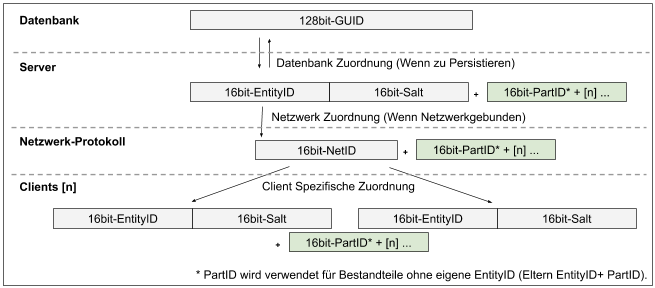 Datenbank
128bit-GUID
Datenbank Zuordnung (Wenn zu Persistieren)
Server
16bit-EntityID 16bit-Salt + 16bit-PartID* + [n] ...
Netzwerk Zuordnung (Wenn Netzwerkgebunden)
Netzwerk-Protokoll
16bit-NetID + 16bit-PartID* + [n] ...
Clients [n]
Client Spezifische Zuordnung
16bit-EntityID 16bit-Salt 16bit-EntityID 16bit-Salt
+ 16bit-PartID* + [n] ...
* PartID wird verwendet für Bestandteile ohne eigene EntityID (Eltern EntityID+ PartID).